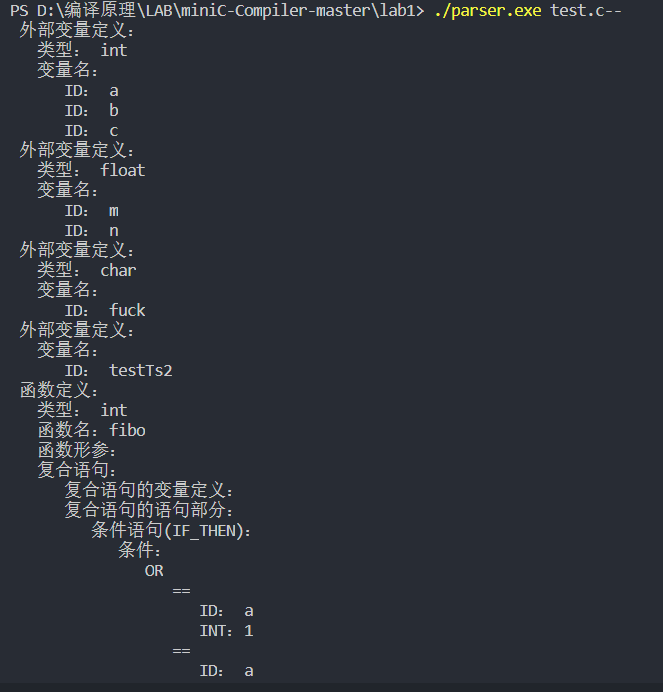 PS D:\编译原理\LAB\miniC-Compiler-master\lab1> ./parser.exe test.c--
外部变量定义：
类型： int
变量名：
ID： a
ID： b
ID： c
外部变量定义：
类型： float
变量名：
ID： m
ID： n
外部变量定义：
类型： char
变量名：
ID： fuck
外部变量定义：
变量名：
ID： testTs2
函数定义：
类型： int
函数名：fibo
函数形参：
复合语句：
复合语句的变量定义：
复合语句的语句部分：
条件语句(IF_THEN)：
条件：
OR
==
ID： a
INT：1
==
ID： a